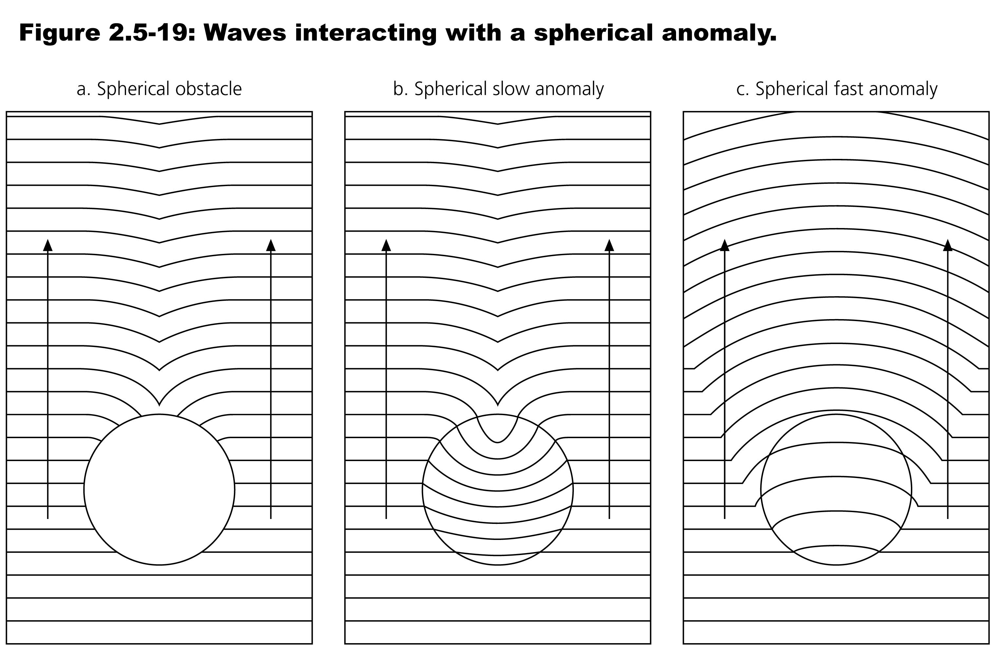 Figure 2.5-19: Waves interacting with a spherical anomaly.
a. Spherical obstacle
b. Spherical slow anomaly
c. Spherical fast anomaly